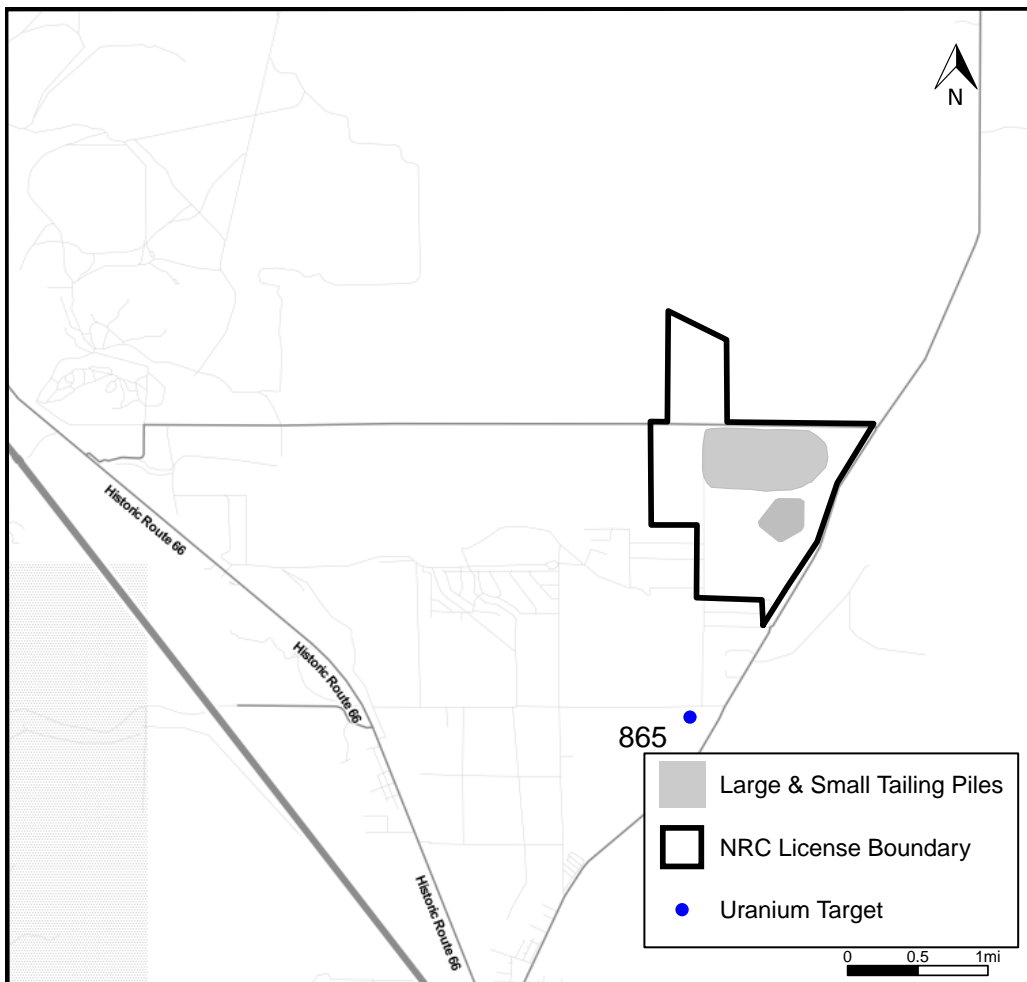 N
Historic Route 66
Historic Route 66
865
Large & Small Tailing Piles
NRC License Boundary
Uranium Target
Historic Route 66
0 0.5 1mi